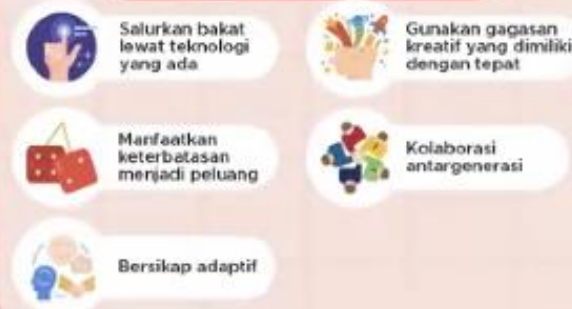 Salurkan bakat
lewat teknologi
yang ada
Gunakan gagasan
kreatif yang dimiliki
dengan tepat
Manfaatkan
keterbatasan
menjadi peluang
Kolaborasi
antargenerasi
Bersikap adaptif